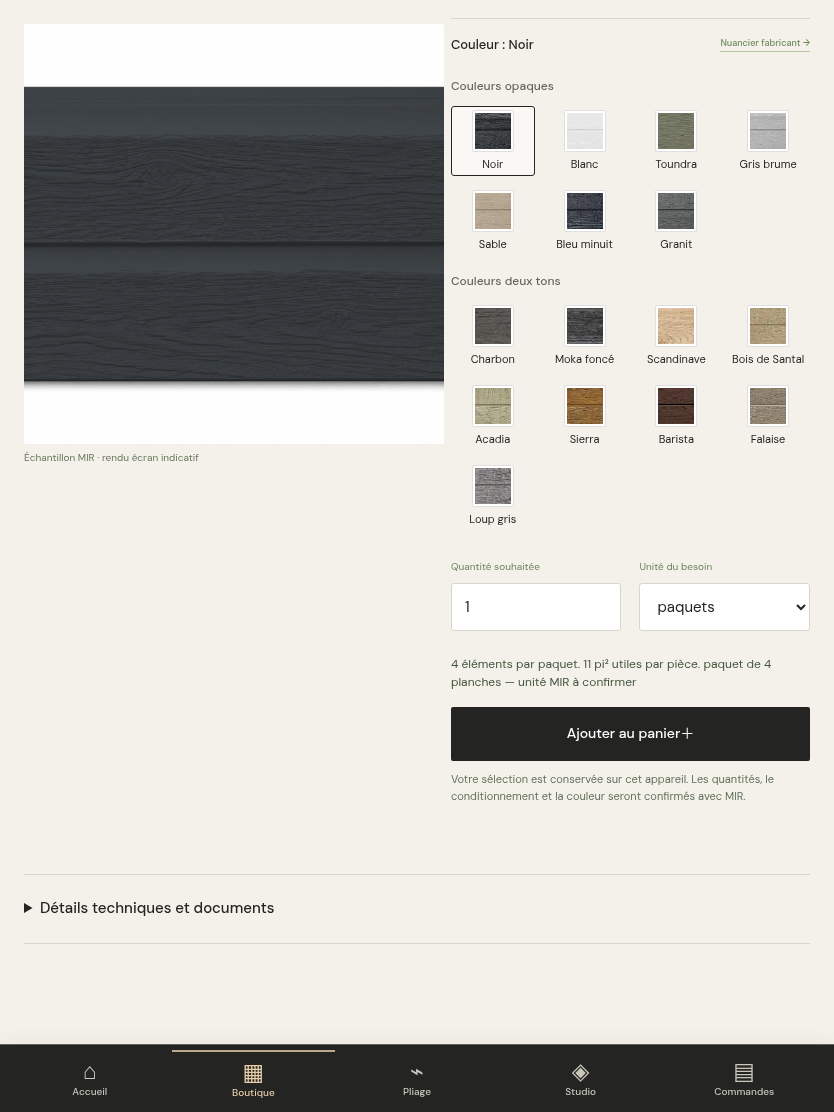 Couleur : Noir
Nuancier fabricant →
Couleurs opaques
Noir
Blanc
Toundra
Gris brume
Sable
Bleu minuit
Granit
Couleurs deux tons
Charbon
Moka foncé
Scandinave
Bois de Santal
Acadia
Sierra
Barista
Falaise
Loup gris
Échantillon MIR · rendu écran indicatif
Quantité souhaitée
Unité du besoin
1
paquets
4 éléments par paquet. 11 pi² utiles par pièce. paquet de 4
planches — unité MIR à confirmer
Ajouter au panier+
Votre sélection est conservée sur cet appareil. Les quantités, le
conditionnement et la couleur seront confirmés avec MIR.
Détails techniques et documents
Accueil
Boutique
Pliage
Studio
Commandes